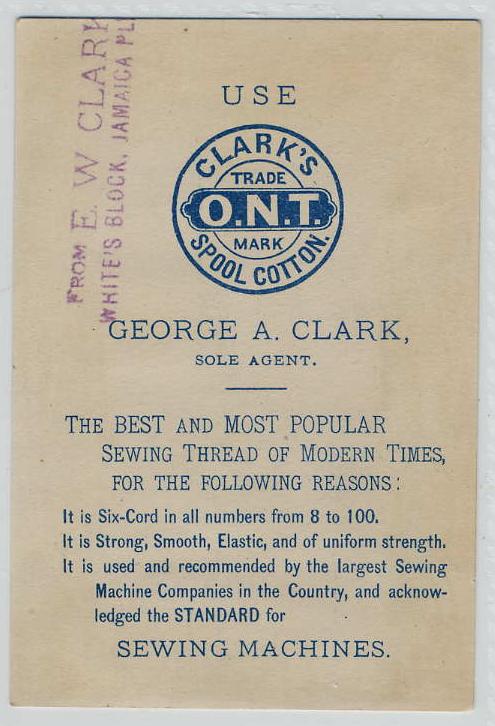 FROM E. W CLARK
WHITE'S BLOCK, JAMAICA PL
USE
CLARK'S
TRADE
O.N.T.
MARK
SPOOL COTTON.
GEORGE A. CLARK,
SOLE AGENT.
THE BEST AND MOST POPULAR
SEWING THREAD OF MODERN TIMES,
FOR THE FOLLOWING REASONS:
It is Six-Cord in all numbers from 8 to 100.
It is Strong, Smooth, Elastic, and of uniform strength.
It is used and recommended by the largest Sewing
Machine Companies in the Country, and acknow-
ledged the STANDARD for
SEWING MACHINES.